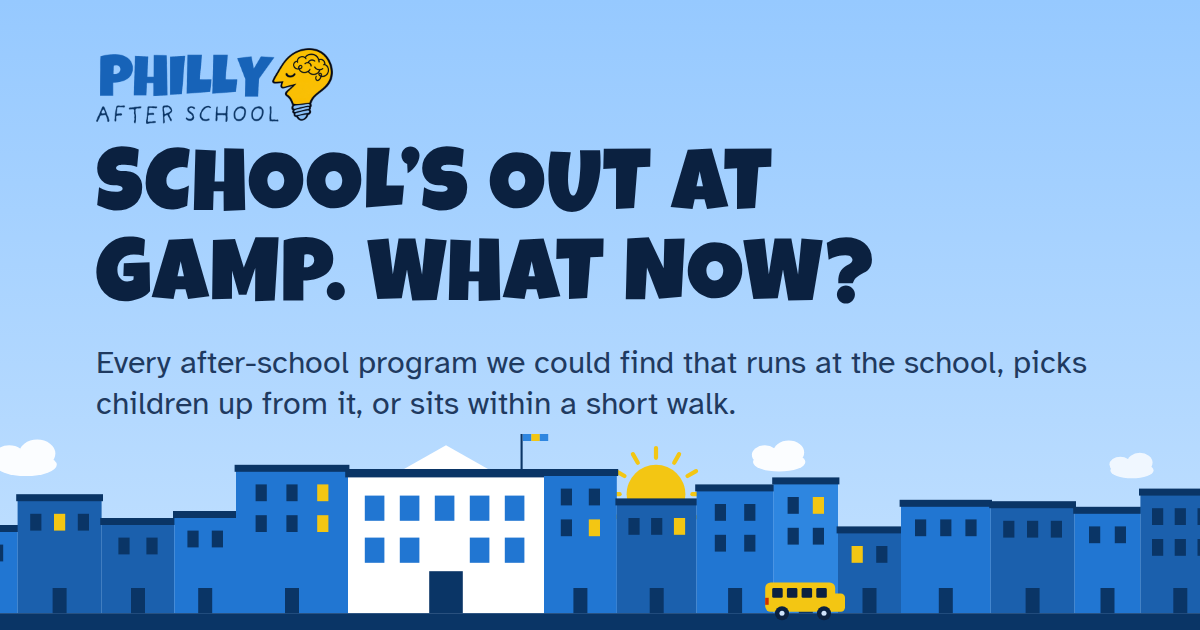 PHILLY
AFTER SCHOOL
SCHOOL’S OUT AT
GAMP. WHAT NOW?
Every after-school program we could find that runs at the school, picks
children up from it, or sits within a short walk.